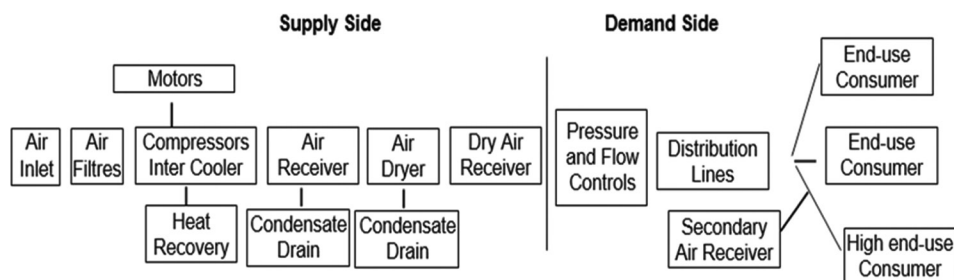 Supply Side
Demand Side
Motors
Air
Inlet
Air
Filtres
Compressors
Inter Cooler
Air
Receiver
Air
Dryer
Dry Air
Receiver
Heat
Recovery
Condensate
Drain
Condensate
Drain
Pressure
and Flow
Controls
Distribution
Lines
Secondary
Air Receiver
End-use
Consumer
End-use
Consumer
High end-use
Consumer